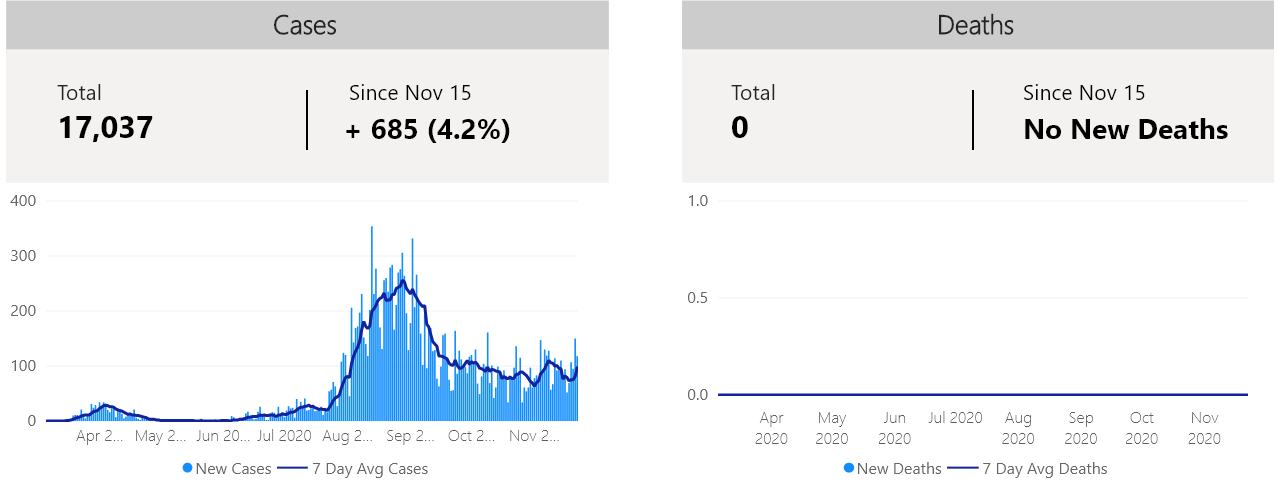 Cases
Total
17,037
Since Nov 15
+ 685 (4.2%)
400
300
200
100
0
Apr 2... May 2... Jun 20... Jul 2020 Aug 2... Sep 2... Oct 2... Nov 2...
New Cases 7 Day Avg Cases
Deaths
Total
0
Since Nov 15
No New Deaths
1.0
0.5
0.0
Apr May Jun Jul 2020 Aug Sep Oct Nov
2020 2020 2020 2020 2020 2020 2020
New Deaths 7 Day Avg Deaths